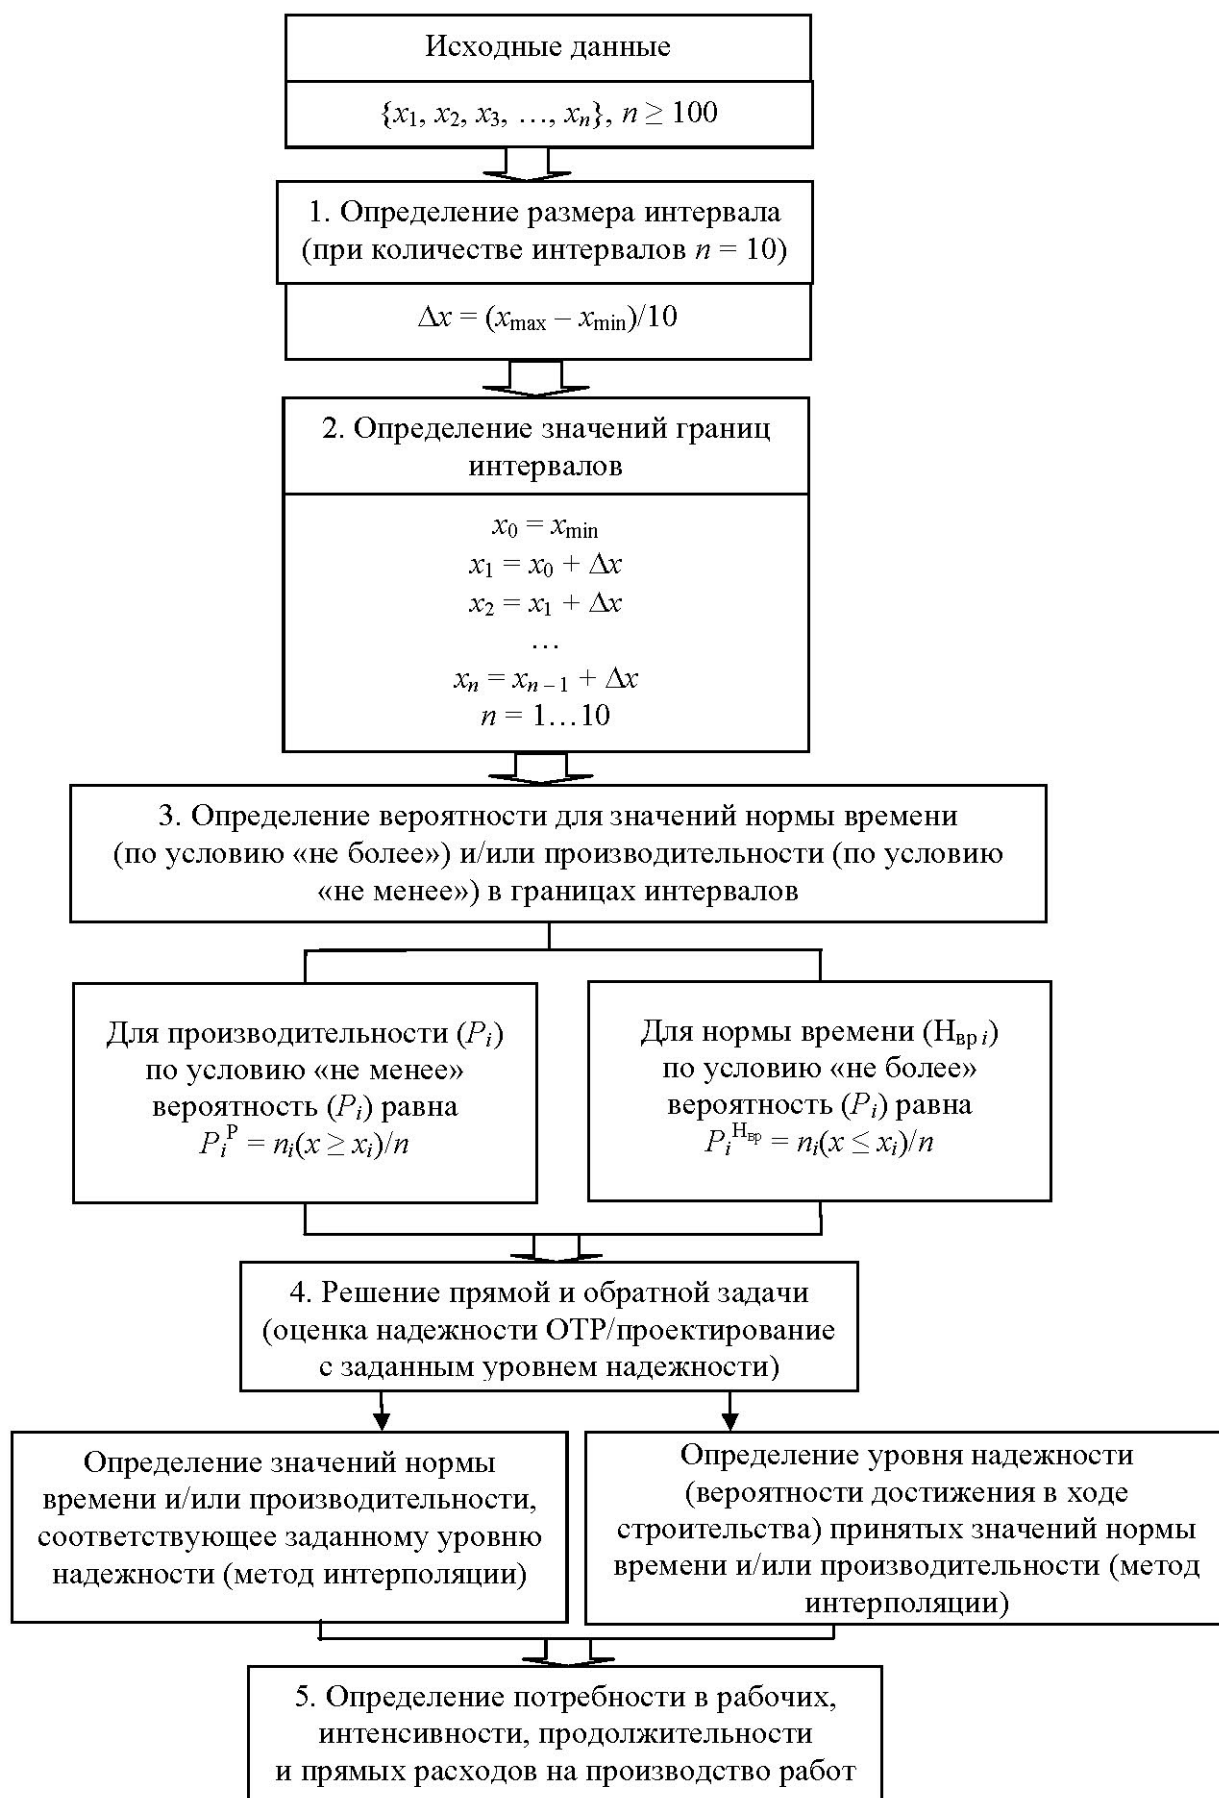 Исходные данные
{x₁, x₂, x₃, …, xₙ}, n ≥ 100
1. Определение размера интервала
(при количестве интервалов n = 10)
Δx = (xmax – xmin)/10
2. Определение значений границ
интервалов
x₀ = xmin
x₁ = x₀ + Δx
x₂ = x₁ + Δx
…
xₙ = xₙ₋₁ + Δx
n = 1…10
3. Определение вероятности для значений нормы времени
(по условию «не более») и/или производительности (по условию
«не менее») в границах интервалов
Для производительности (Pᵢ)
по условию «не менее»
вероятность (Pᵢ) равна
PᵢᴾP = nᵢ(x ≥ xᵢ)/n
Для нормы времени (Нвр i)
по условию «не более»
вероятность (Pᵢ) равна
Pᵢ^Нвр = nᵢ(x ≤ xᵢ)/n
4. Решение прямой и обратной задачи
(оценка надежности ОТР/проектирование
с заданным уровнем надежности)
Определение значений нормы
времени и/или производительности,
соответствующее заданному уровню
надежности (метод интерполяции)
Определение уровня надежности
(вероятности достижения в ходе
строительства) принятых значений нормы
времени и/или производительности (метод
интерполяции)
5. Определение потребности в рабочих,
интенсивности, продолжительности
и прямых расходов на производство работ